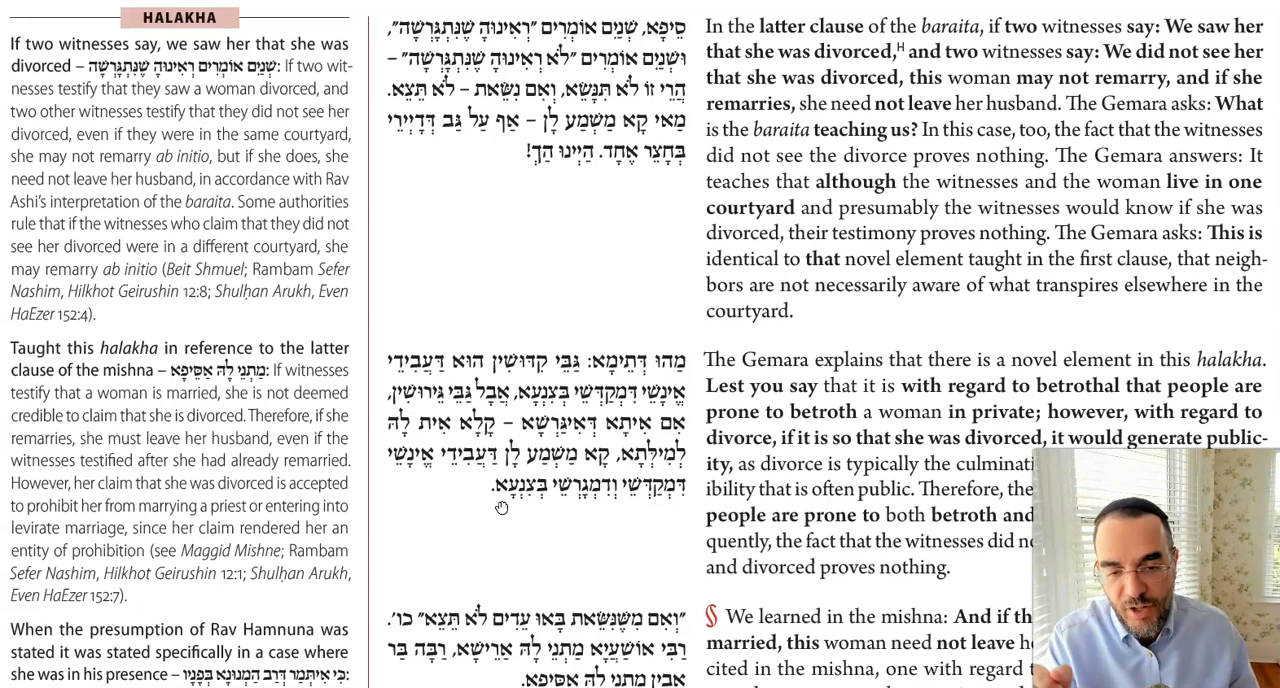 HALAKHA
If two witnesses say, we saw her that she was
divorced – שְׁנַיִם אוֹמְרִים רְאִינוּהָ שֶׁנִּתְגָּרְשָׁה: If two wit-
nesses testify that they saw a woman divorced, and
two other witnesses testify that they did not see her
divorced, even if they were in the same courtyard,
she may not remarry ab initio, but if she does, she
need not leave her husband, in accordance with Rav
Ashi's interpretation of the baraita. Some authorities
rule that if the witnesses who claim that they did not
see her divorced were in a different courtyard, she
may remarry ab initio (Beit Shmuel; Rambam Sefer
Nashim, Hilkhot Geirushin 12:8; Shulḥan Arukh, Even
HaEzer 152:4).
Taught this halakha in reference to the latter
clause of the mishna – מַתְנֵי לַהּ אַסֵּיפָא: If witnesses
testify that a woman is married, she is not deemed
credible to claim that she is divorced. Therefore, if she
remarries, she must leave her husband, even if the
witnesses testified after she had already remarried.
However, her claim that she was divorced is accepted
to prohibit her from marrying a priest or entering into
levirate marriage, since her claim rendered her an
entity of prohibition (see Maggid Mishne; Rambam
Sefer Nashim, Hilkhot Geirushin 12:1; Shulḥan Arukh,
Even HaEzer 152:7).
When the presumption of Rav Hamnuna was
stated it was stated specifically in a case where
she was in his presence – כִּי אִיתְּמַר דְּרַב הַמְנוּנָא בְּפָנָיו:
סֵיפָא, שְׁנַיִם אוֹמְרִים ״רְאִינוּהָ שֶׁנִּתְגָּרְשָׁה״,
וּשְׁנַיִם אוֹמְרִים ״לֹא רְאִינוּהָ שֶׁנִּתְגָּרְשָׁה״ –
הֲרֵי זוֹ לֹא תִּנָּשֵׂא, וְאִם נִשֵּׂאת – לֹא תֵּצֵא.
מַאי קָא מַשְׁמַע לָן – אַף עַל גַּב דְּדָיְירֵי
בְּחָצֵר אֶחָד. הַיְינוּ הַךְ!
מַהוּ דְּתֵימָא: גַּבֵּי קִדּוּשִׁין הוּא דַּעֲבִידִי
אֱינָשֵׁי דִּמְקַדְּשֵׁי בְּצִנְעָא, אֲבָל גַּבֵּי גֵּירוּשִׁין,
אִם אִיתָא דְּאִיגָּרְשָׁא – קָלָא אִית לַהּ
לְמִילְּתָא, קָא מַשְׁמַע לָן דַּעֲבִידִי אֱינָשֵׁי
דִּמְקַדְּשֵׁי וְדִמְגָרְשֵׁי בְּצִנְעָא.
״וְאִם מִשֶּׁנִּשֵּׂאת בָּאוּ עֵדִים לֹא תֵּצֵא״ כו׳.
רַבִּי אוֹשַׁעְיָא מַתְנֵי לַהּ אַרֵישָׁא, רַבָּה בַּר
אָבִין מַתְנֵי לַהּ אַסֵּיפָא.
In the latter clause of the baraita, if two witnesses say: We saw her
that she was divorced,H and two witnesses say: We did not see her
that she was divorced, this woman may not remarry, and if she
remarries, she need not leave her husband. The Gemara asks: What
is the baraita teaching us? In this case, too, the fact that the witnesses
did not see the divorce proves nothing. The Gemara answers: It
teaches that although the witnesses and the woman live in one
courtyard and presumably the witnesses would know if she was
divorced, their testimony proves nothing. The Gemara asks: This is
identical to that novel element taught in the first clause, that neigh-
bors are not necessarily aware of what transpires elsewhere in the
courtyard.
The Gemara explains that there is a novel element in this halakha.
Lest you say that it is with regard to betrothal that people are
prone to betroth a woman in private; however, with regard to
divorce, if it is so that she was divorced, it would generate public-
ity, as divorce is typically the culminati
ibility that is often public. Therefore, the
people are prone to both betroth and
quently, the fact that the witnesses did n
and divorced proves nothing.
§ We learned in the mishna: And if th
married, this woman need not leave h
cited in the mishna, one with regard